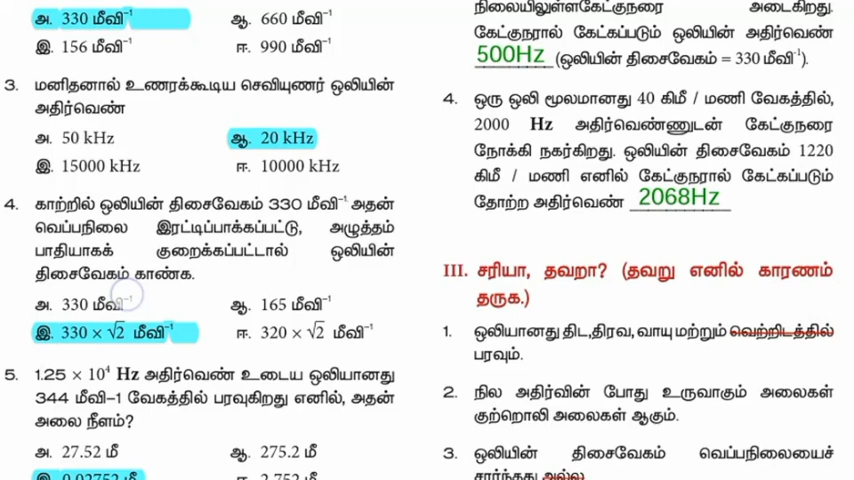 அ. 330 மீவி⁻¹ ஆ. 660 மீவி⁻¹
இ. 156 மீவி⁻¹ ஈ. 990 மீவி⁻¹
3. மனிதனால் உணரக்கூடிய செவியுணர் ஒலியின்
அதிர்வெண்
அ. 50 kHz ஆ. 20 kHz
இ. 15000 kHz ஈ. 10000 kHz
4. காற்றில் ஒலியின் திசைவேகம் 330 மீவி⁻¹ அதன்
வெப்பநிலை இரட்டிப்பாக்கப்பட்டு, அழுத்தம்
பாதியாகக் குறைக்கப்பட்டால் ஒலியின்
திசைவேகம் காண்க.
அ. 330 மீவி⁻¹ ஆ. 165 மீவி⁻¹
இ. 330 × √2 மீவி⁻¹ ஈ. 320 × √2 மீவி⁻¹
5. 1.25 × 10⁴ Hz அதிர்வெண் உடைய ஒலியானது
344 மீவி–1 வேகத்தில் பரவுகிறது எனில், அதன்
அலை நீளம்?
அ. 27.52 மீ ஆ. 275.2 மீ
இ. 0.02752 மீ ஈ. 2.752 மீ
நிலையிலுள்ளகேட்குநரை அடைகிறது.
கேட்குநரால் கேட்கப்படும் ஒலியின் அதிர்வெண்
500Hz (ஒலியின் திசைவேகம் = 330 மீவி⁻¹).
4. ஒரு ஒலி மூலமானது 40 கிமீ / மணி வேகத்தில்,
2000 Hz அதிர்வெண்ணுடன் கேட்குநரை
நோக்கி நகர்கிறது. ஒலியின் திசைவேகம் 1220
கிமீ / மணி எனில் கேட்குநரால் கேட்கப்படும்
தோற்ற அதிர்வெண் 2068Hz
III. சரியா, தவறா? (தவறு எனில் காரணம்
தருக.)
1. ஒலியானது திட,திரவ, வாயு மற்றும் வெற்றிடத்தில்
பரவும்.
2. நில அதிர்வின் போது உருவாகும் அலைகள்
குற்றொலி அலைகள் ஆகும்.
3. ஒலியின் திசைவேகம் வெப்பநிலையைச்
சார்ந்தது அல்ல